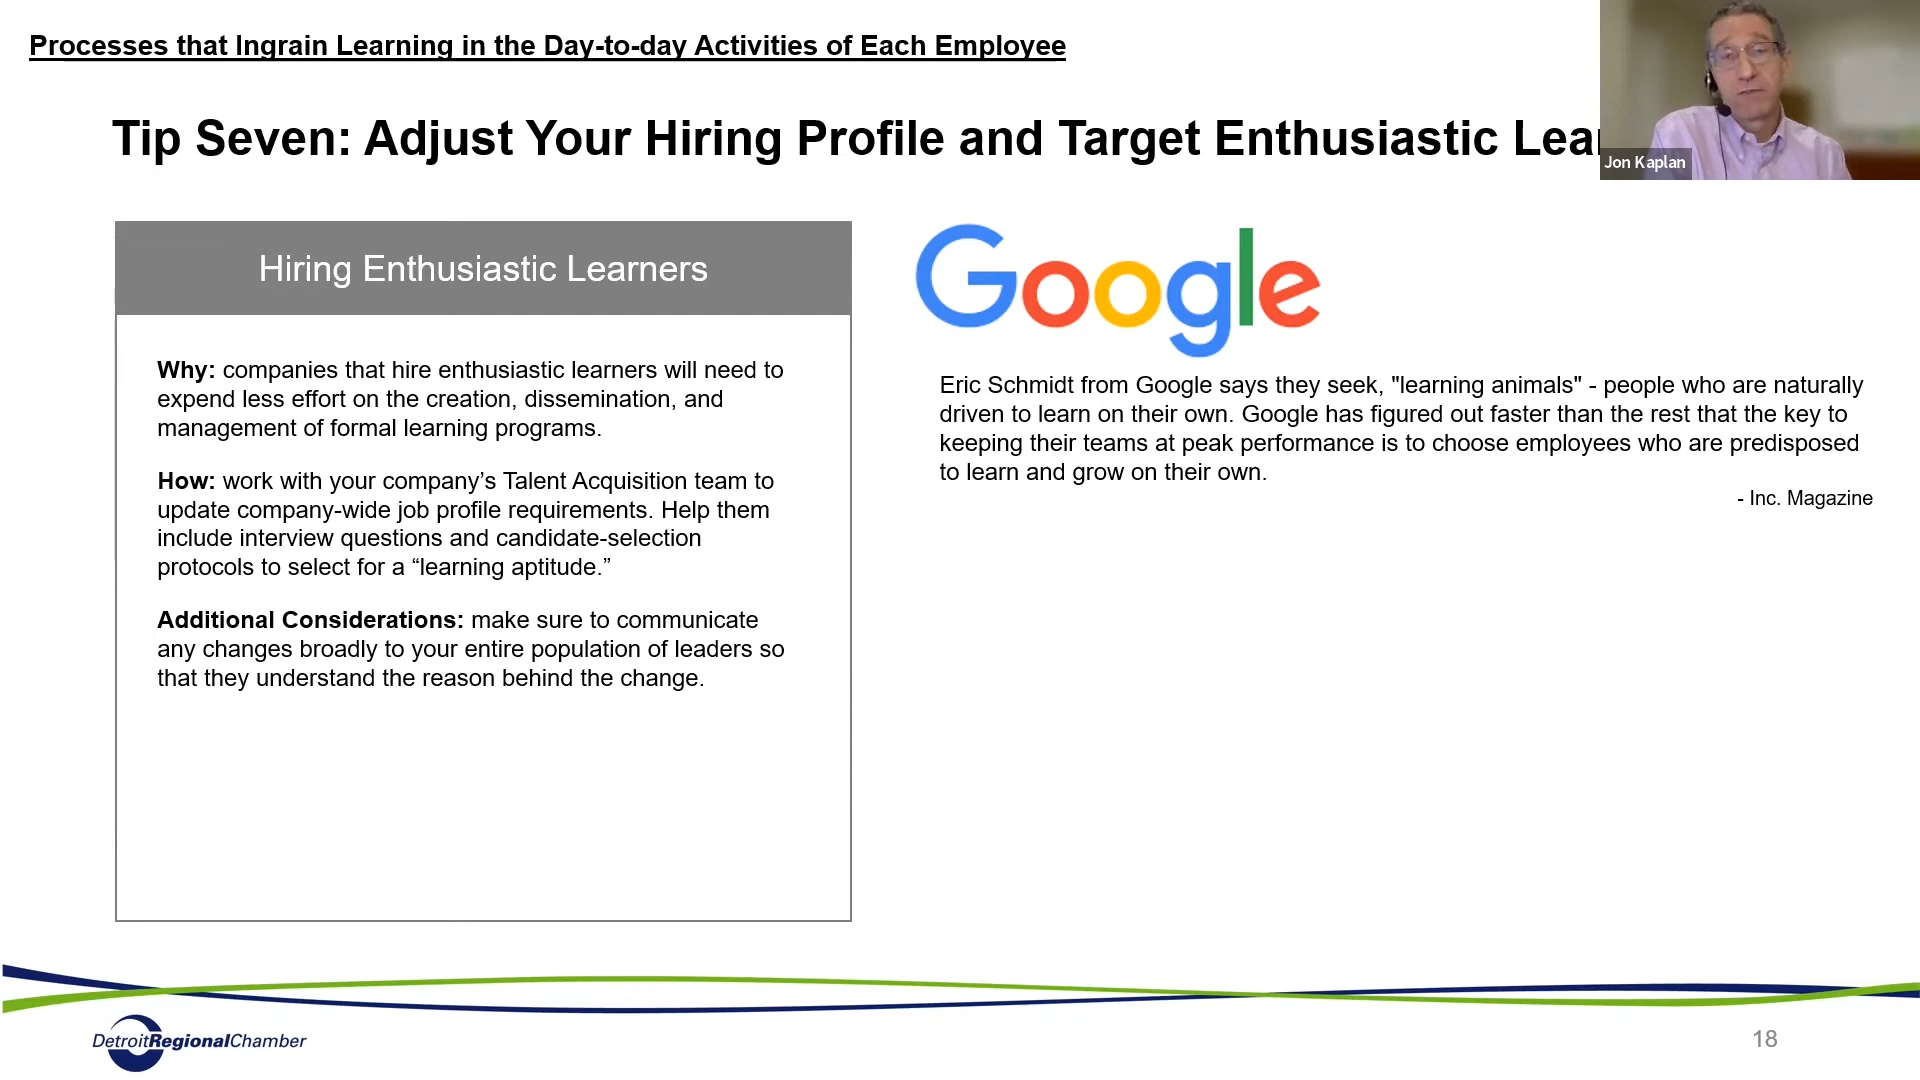 Processes that Ingrain Learning in the Day-to-day Activities of Each Employee
Tip Seven: Adjust Your Hiring Profile and Target Enthusiastic
Jon Kaplan
Hiring Enthusiastic Learners
Why: companies that hire enthusiastic learners will need to
expend less effort on the creation, dissemination, and
management of formal learning programs.
How: work with your company’s Talent Acquisition team to
update company-wide job profile requirements. Help them
include interview questions and candidate-selection
protocols to select for a “learning aptitude.”
Additional Considerations: make sure to communicate
any changes broadly to your entire population of leaders so
that they understand the reason behind the change.
Google
Eric Schmidt from Google says they seek, "learning animals" - people who are naturally
driven to learn on their own. Google has figured out faster than the rest that the key to
keeping their teams at peak performance is to choose employees who are predisposed
to learn and grow on their own.
- Inc. Magazine
DetroitRegionalChamber
18